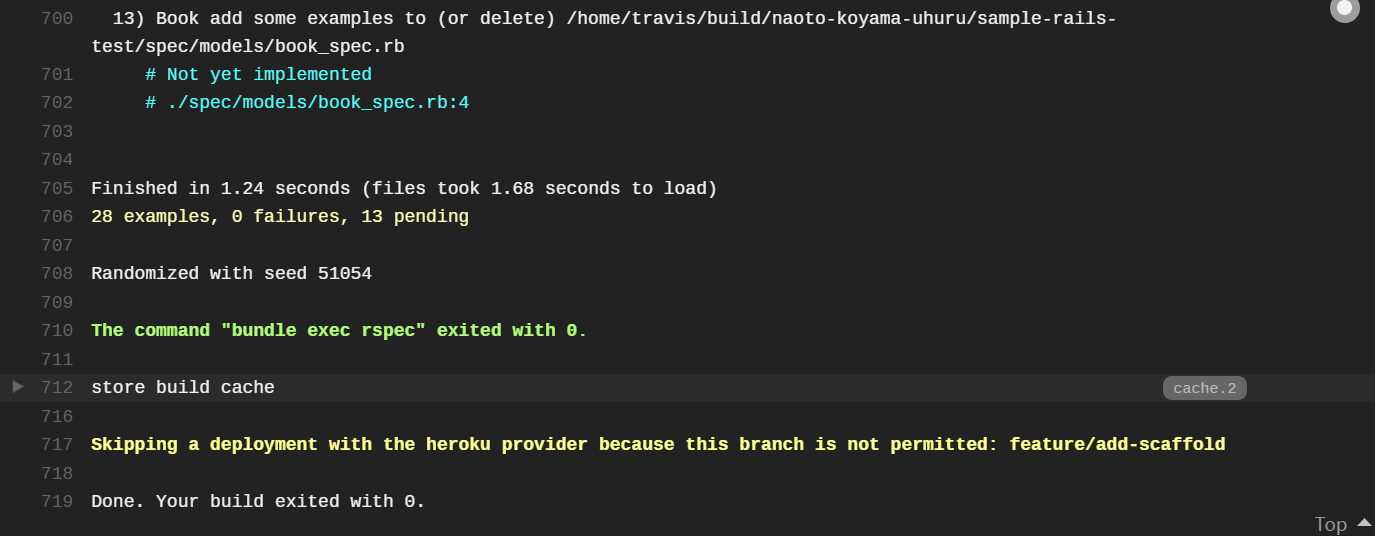 700 13) Book add some examples to (or delete) /home/travis/build/naoto-koyama-uhuru/sample-rails-
test/spec/models/book_spec.rb
701 # Not yet implemented
702 # ./spec/models/book_spec.rb:4
703
704
705 Finished in 1.24 seconds (files took 1.68 seconds to load)
706 28 examples, 0 failures, 13 pending
707
708 Randomized with seed 51054
709
710 The command "bundle exec rspec" exited with 0.
711
712 store build cache cache.2
716
717 Skipping a deployment with the heroku provider because this branch is not permitted: feature/add-scaffold
718
719 Done. Your build exited with 0.
Top